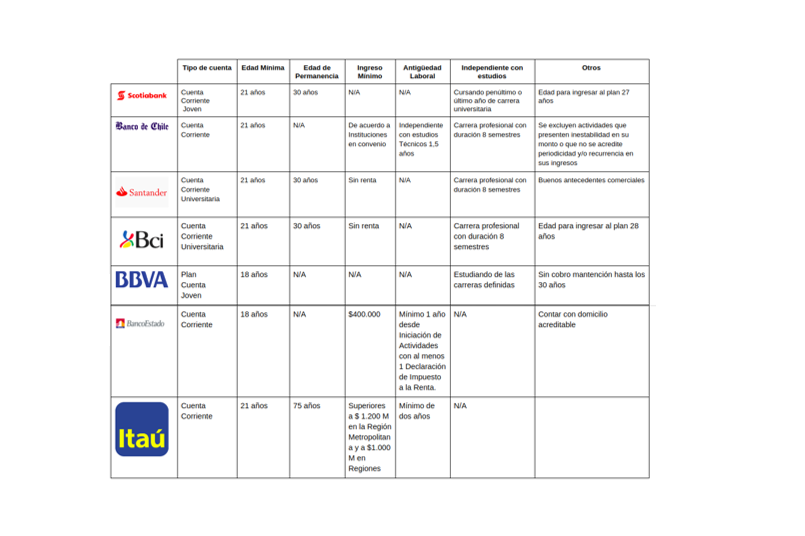 Tipo de cuenta Edad Mínima Edad de Permanencia Ingreso Mínimo Antigüedad Laboral Independiente con estudios Otros
Scotiabank
Cuenta
Corriente
Joven
21 años
30 años
N/A
N/A
Cursando penúltimo o
último año de carrera
universitaria
Edad para ingresar al plan 27
años
Banco de Chile
Cuenta
Corriente
21 años
N/A
De acuerdo a
Instituciones
en convenio
Independiente
con estudios
Técnicos 1,5
años
Carrera profesional con
duración 8 semestres
Se excluyen actividades que
presenten inestabilidad en su
monto o que no se acredite
periodicidad y/o recurrencia en
sus ingresos
Santander
Cuenta
Corriente
Universitaria
21 años
30 años
Sin renta
N/A
Carrera profesional con
duración 8 semestres
Buenos antecedentes comerciales
Bci
Cuenta
Corriente
Universitaria
21 años
30 años
Sin renta
N/A
Carrera profesional
con duración 8
semestres
Edad para ingresar al plan 28
años
BBVA
Plan
Cuenta
Joven
18 años
N/A
N/A
N/A
Estudiando de las
carreras definidas
Sin cobro mantención hasta los
30 años
BancoEstado
Cuenta
Corriente
18 años
N/A
$400.000
Mínimo 1 año
desde
Iniciación de
Actividades
con al menos
1 Declaración
de Impuesto
a la Renta.
N/A
Contar con domicilio
acreditable
Itaú
Cuenta
Corriente
21 años
75 años
Superiores
a $ 1.200 M
en la Región
Metropolitan
a y a $1.000
M en
Regiones
Mínimo de
dos años
N/A